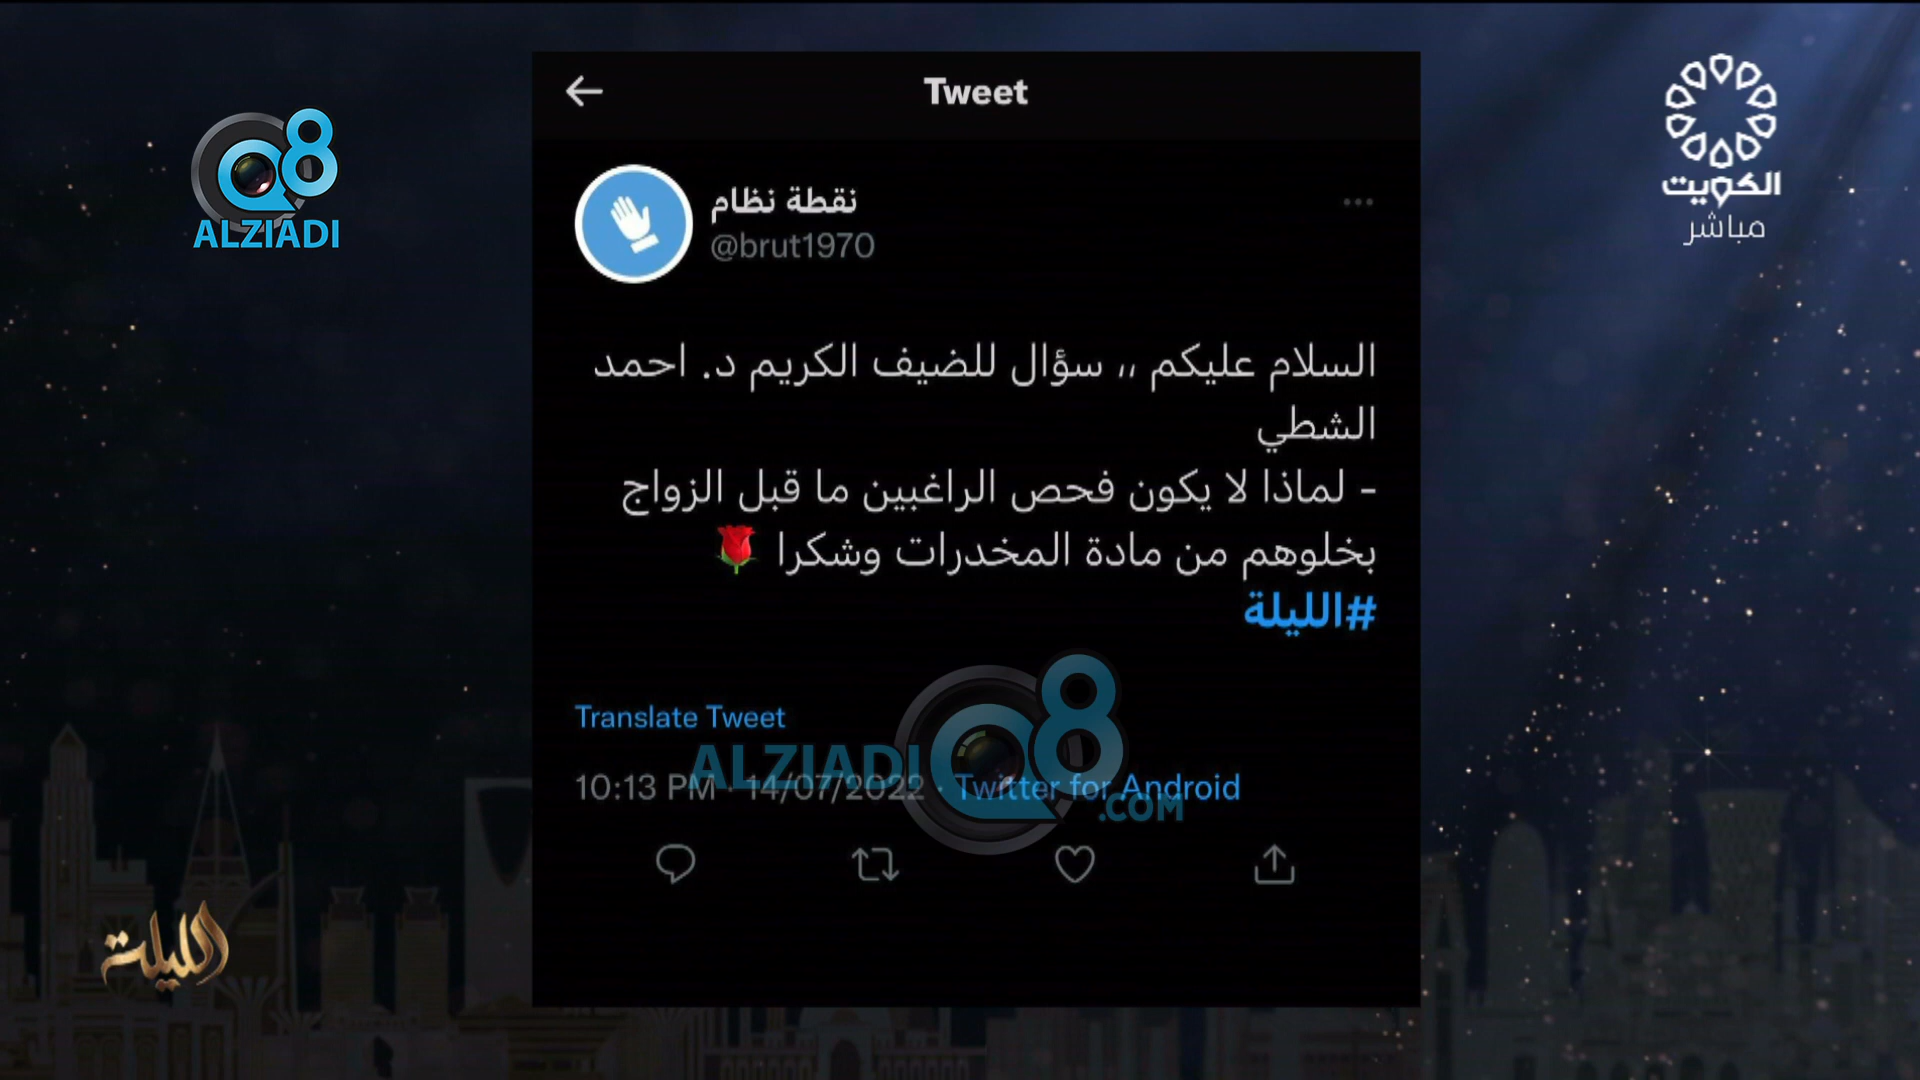 Tweet
Q8
ALZIADI
الكويت
مباشر
نقطة نظام
@brut1970
السلام عليكم ،، سؤال للضيف الكريم د. احمد
الشطي
- لماذا لا يكون فحص الراغبين ما قبل الزواج
بخلوهم من مادة المخدرات وشكرا 🌹
#الليلة
Translate Tweet
ALZIADI Q8 .COM
10:13 PM · 14/07/2022 · Twitter for Android
الليلة